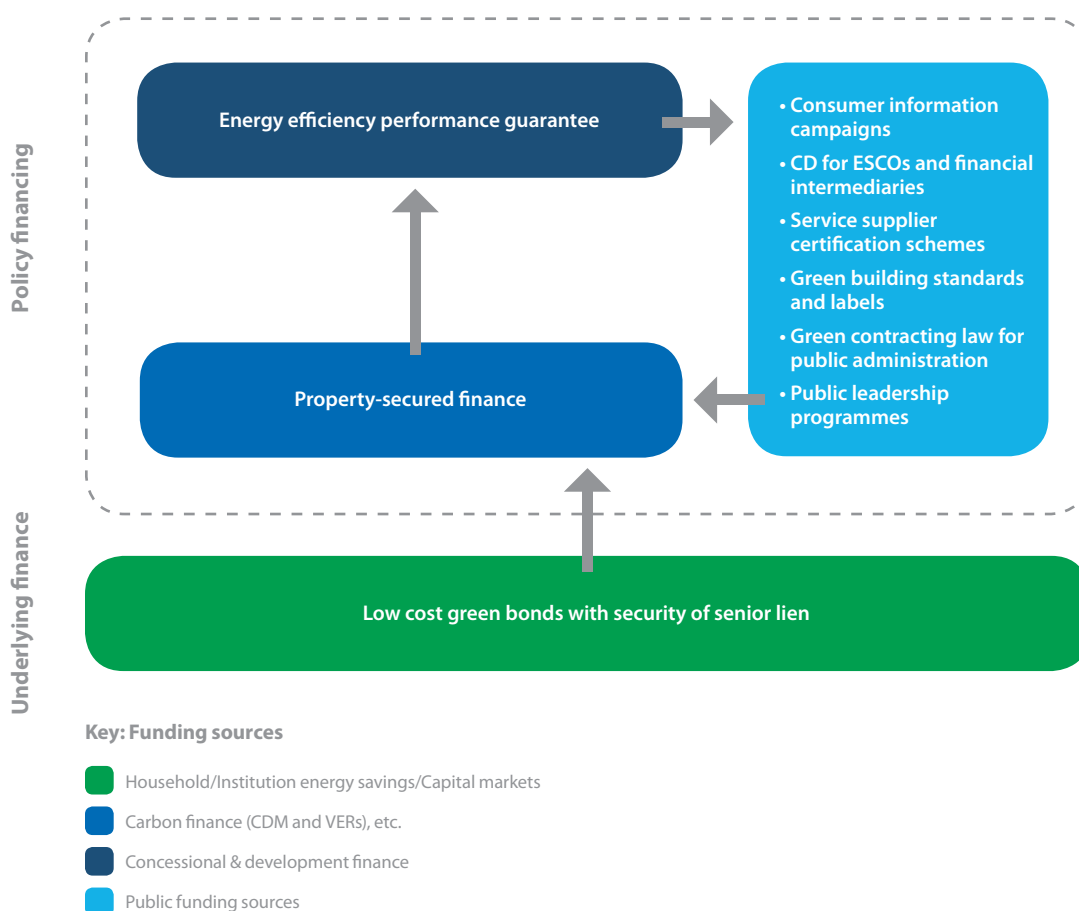 Policy financing
Energy efficiency performance guarantee
• Consumer information
campaigns
• CD for ESCOs and financial
intermediaries
• Service supplier
certification schemes
• Green building standards
and labels
• Green contracting law for
public administration
• Public leadership
programmes
Property-secured finance
Underlying finance
Low cost green bonds with security of senior lien
Key: Funding sources
Household/Institution energy savings/Capital markets
Carbon finance (CDM and VERs), etc.
Concessional & development finance
Public funding sources